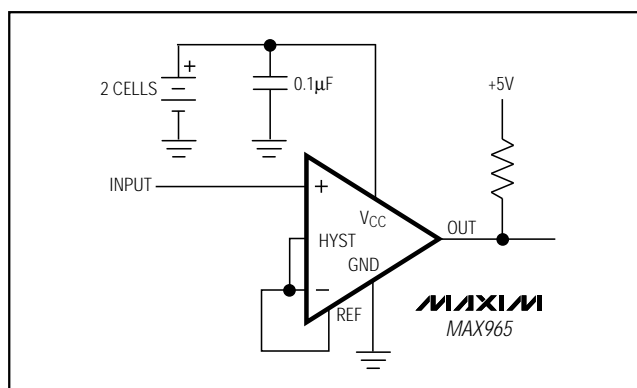 +
2 CELLS
0.1μF
+5V
INPUT
+
VCC
OUT
HYST
GND
−
REF
MAXIM
MAX965